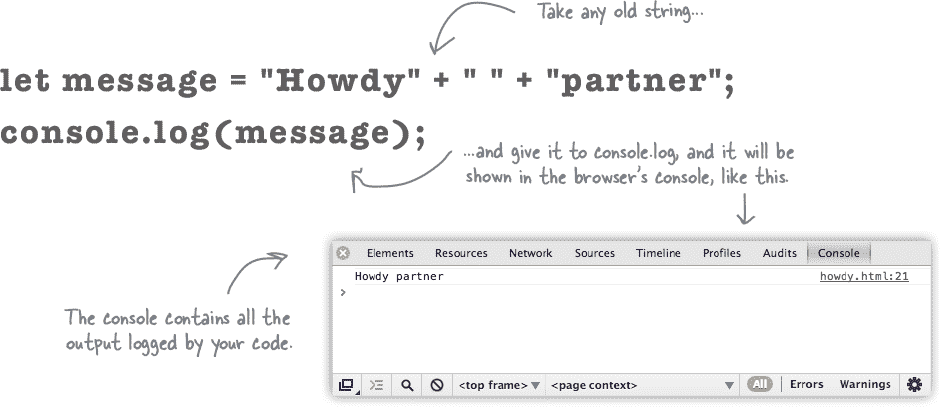 Take any old string...
let message = "Howdy" + " " + "partner";
console.log(message);
...and give it to console.log, and it will be
shown in the browser's console, like this.
Elements Resources Network Sources Timeline Profiles Audits Console
Howdy partner howdy.html:21
>
The console contains all the
output logged by your code.
<top frame> ▼ <page context> ▼ All Errors Warnings